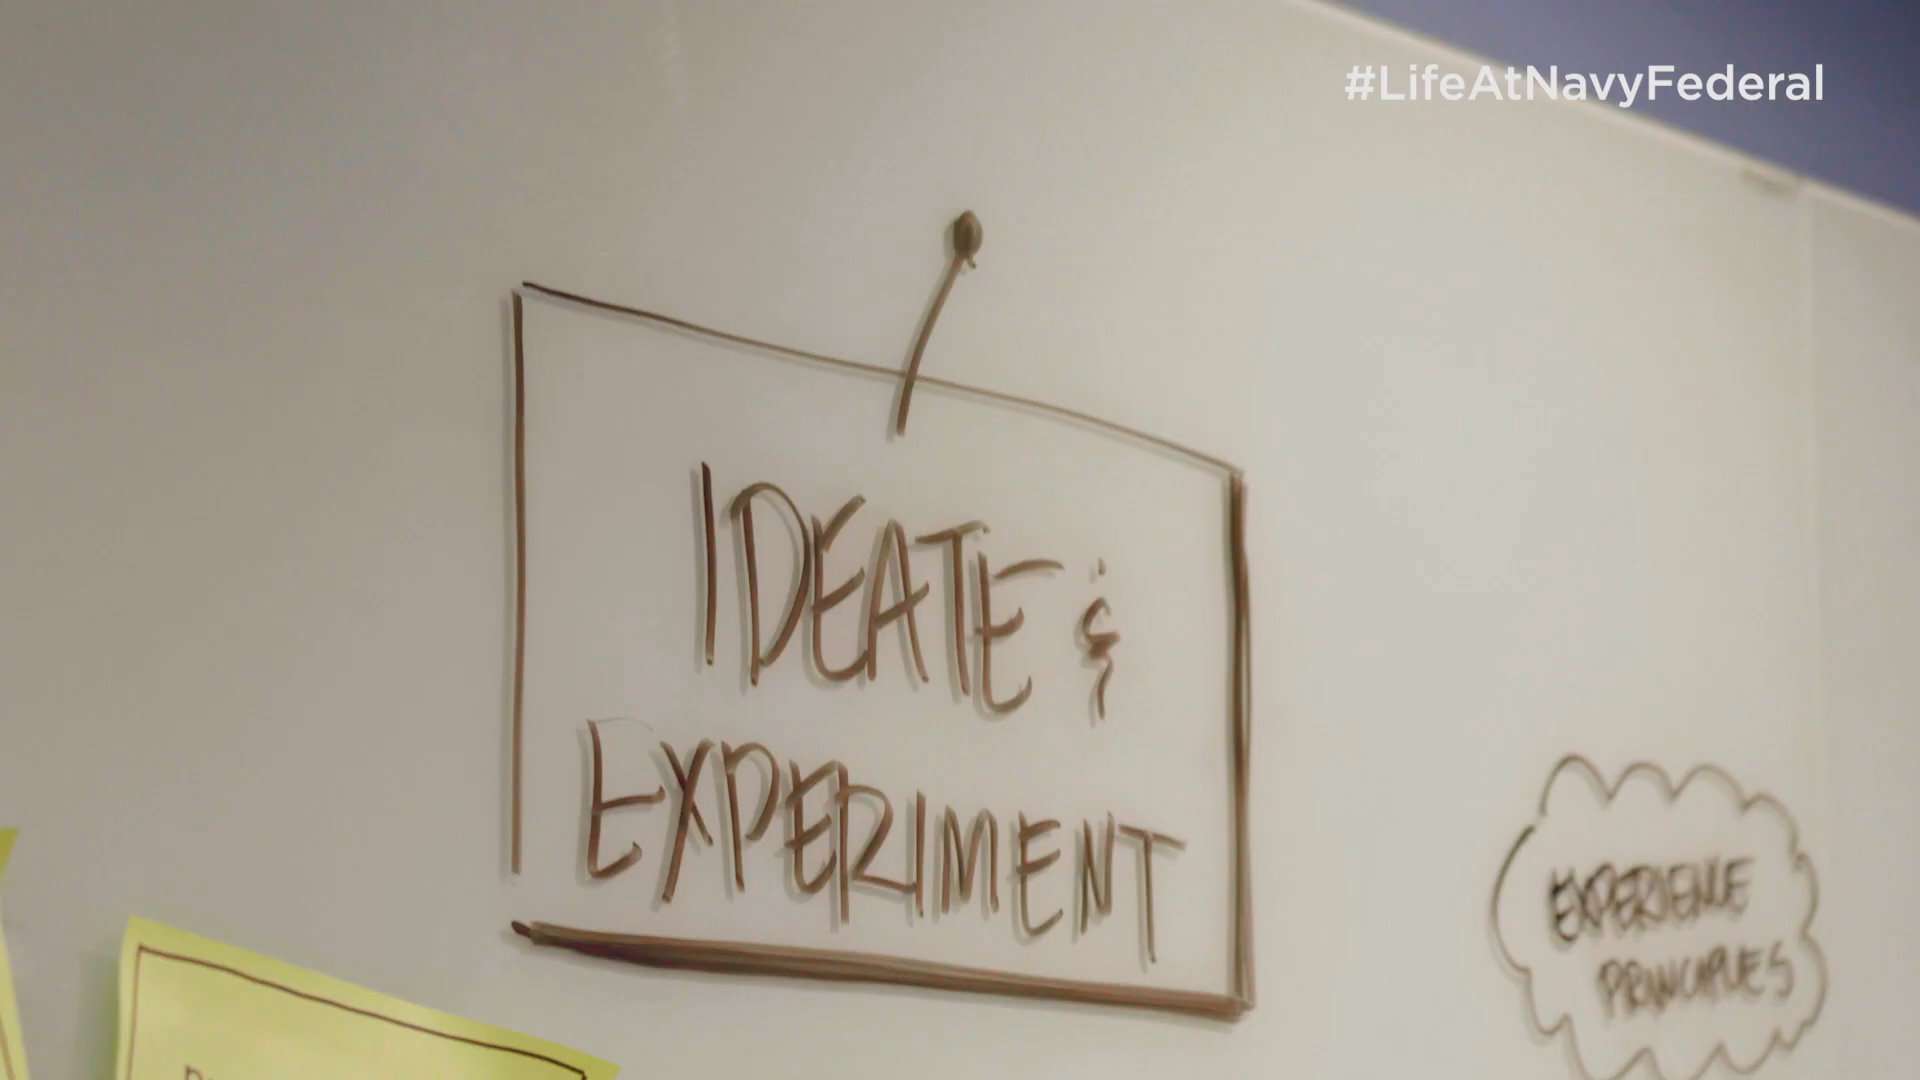 #LifeAtNavyFederal
IDEATE &
EXPERIMENT
EXPERIENCE
PRINCIPLES